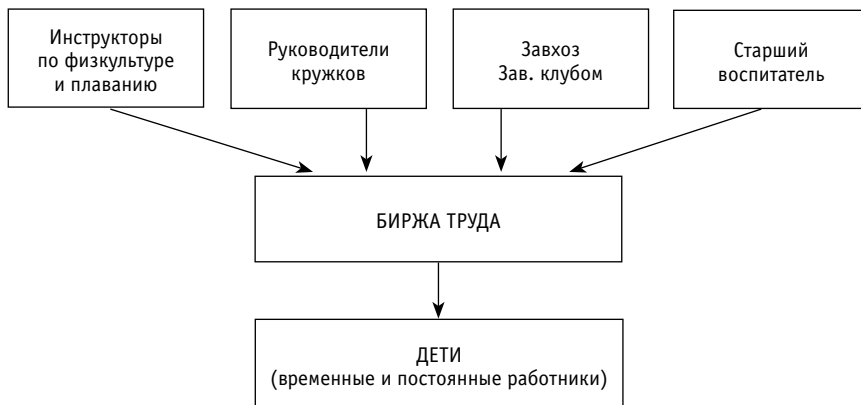 Инструкторы
по физкультуре
и плаванию
Руководители
кружков
Завхоз
Зав. клубом
Старший
воспитатель
БИРЖА ТРУДА
ДЕТИ
(временные и постоянные работники)